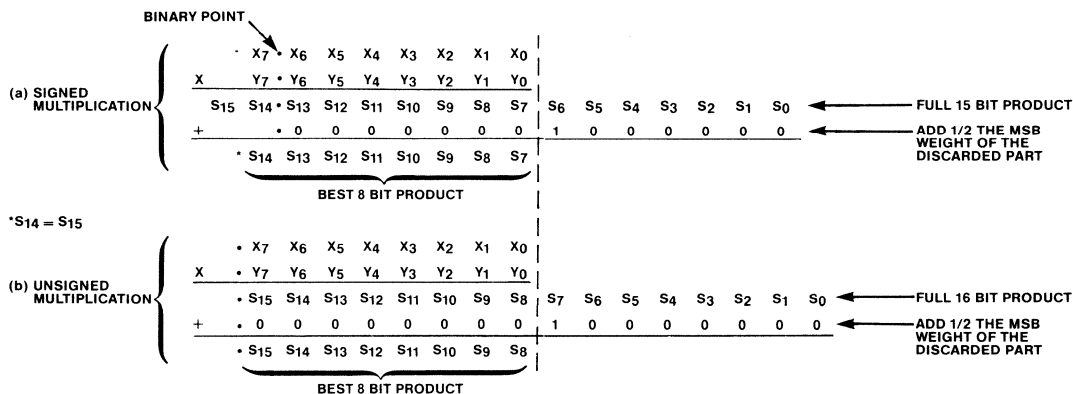 BINARY POINT
- X7 • X6 X5 X4 X3 X2 X1 X0
X Y7 • Y6 Y5 Y4 Y3 Y2 Y1 Y0
(a) SIGNED
MULTIPLICATION
S15 S14 • S13 S12 S11 S10 S9 S8 S7 S6 S5 S4 S3 S2 S1 S0
FULL 15 BIT PRODUCT
+ • 0 0 0 0 0 0 0 1 0 0 0 0 0 0
ADD 1/2 THE MSB
WEIGHT OF THE
DISCARDED PART
* S14 S13 S12 S11 S10 S9 S8 S7
BEST 8 BIT PRODUCT
*S14 = S15
• X7 X6 X5 X4 X3 X2 X1 X0
X • Y7 Y6 Y5 Y4 Y3 Y2 Y1 Y0
(b) UNSIGNED
MULTIPLICATION
• S15 S14 S13 S12 S11 S10 S9 S8 S7 S6 S5 S4 S3 S2 S1 S0
FULL 16 BIT PRODUCT
+ • 0 0 0 0 0 0 0 0 1 0 0 0 0 0 0 0
ADD 1/2 THE MSB
WEIGHT OF THE
DISCARDED PART
• S15 S14 S13 S12 S11 S10 S9 S8
BEST 8 BIT PRODUCT